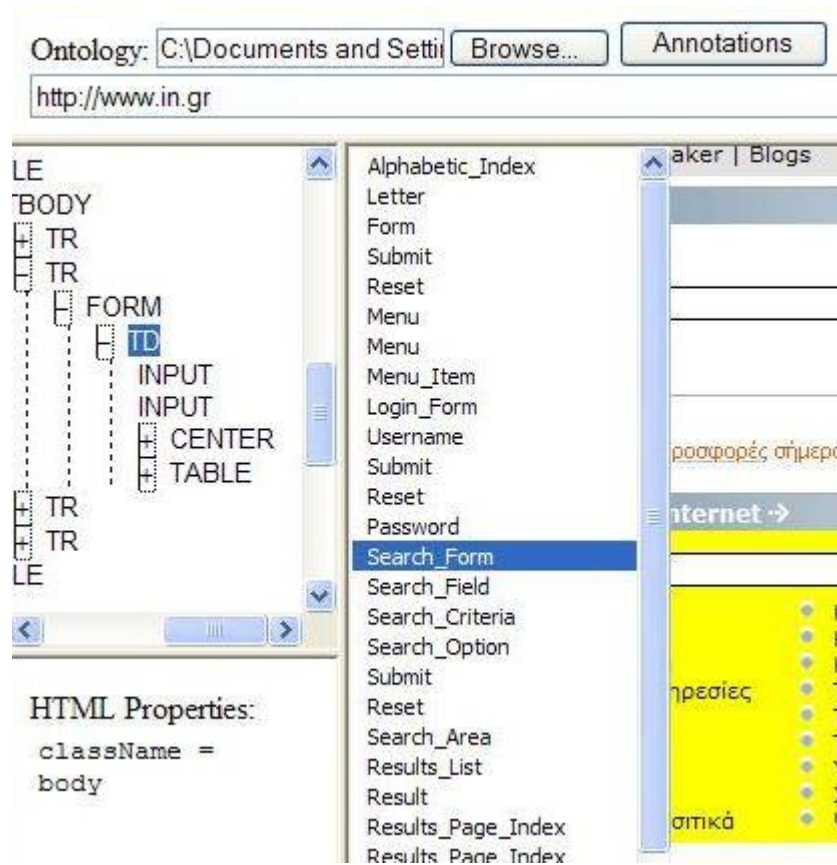 Ontology: C:\Documents and Setti Browse... Annotations
http://www.in.gr
LE
TBODY
TR
TR
FORM
TD
INPUT
INPUT
CENTER
TABLE
TR
TR
LE
HTML Properties:
className =
body
Alphabetic_Index
Letter
Form
Submit
Reset
Menu
Menu
Menu_Item
Login_Form
Username
Submit
Reset
Password
Search_Form
Search_Field
Search_Criteria
Search_Option
Submit
Reset
Search_Area
Results_List
Result
Results_Page_Index
Results_Page_Index
aker | Blogs
ροσφορές σήμερα
nternet
ηρεσίες
σιτικά